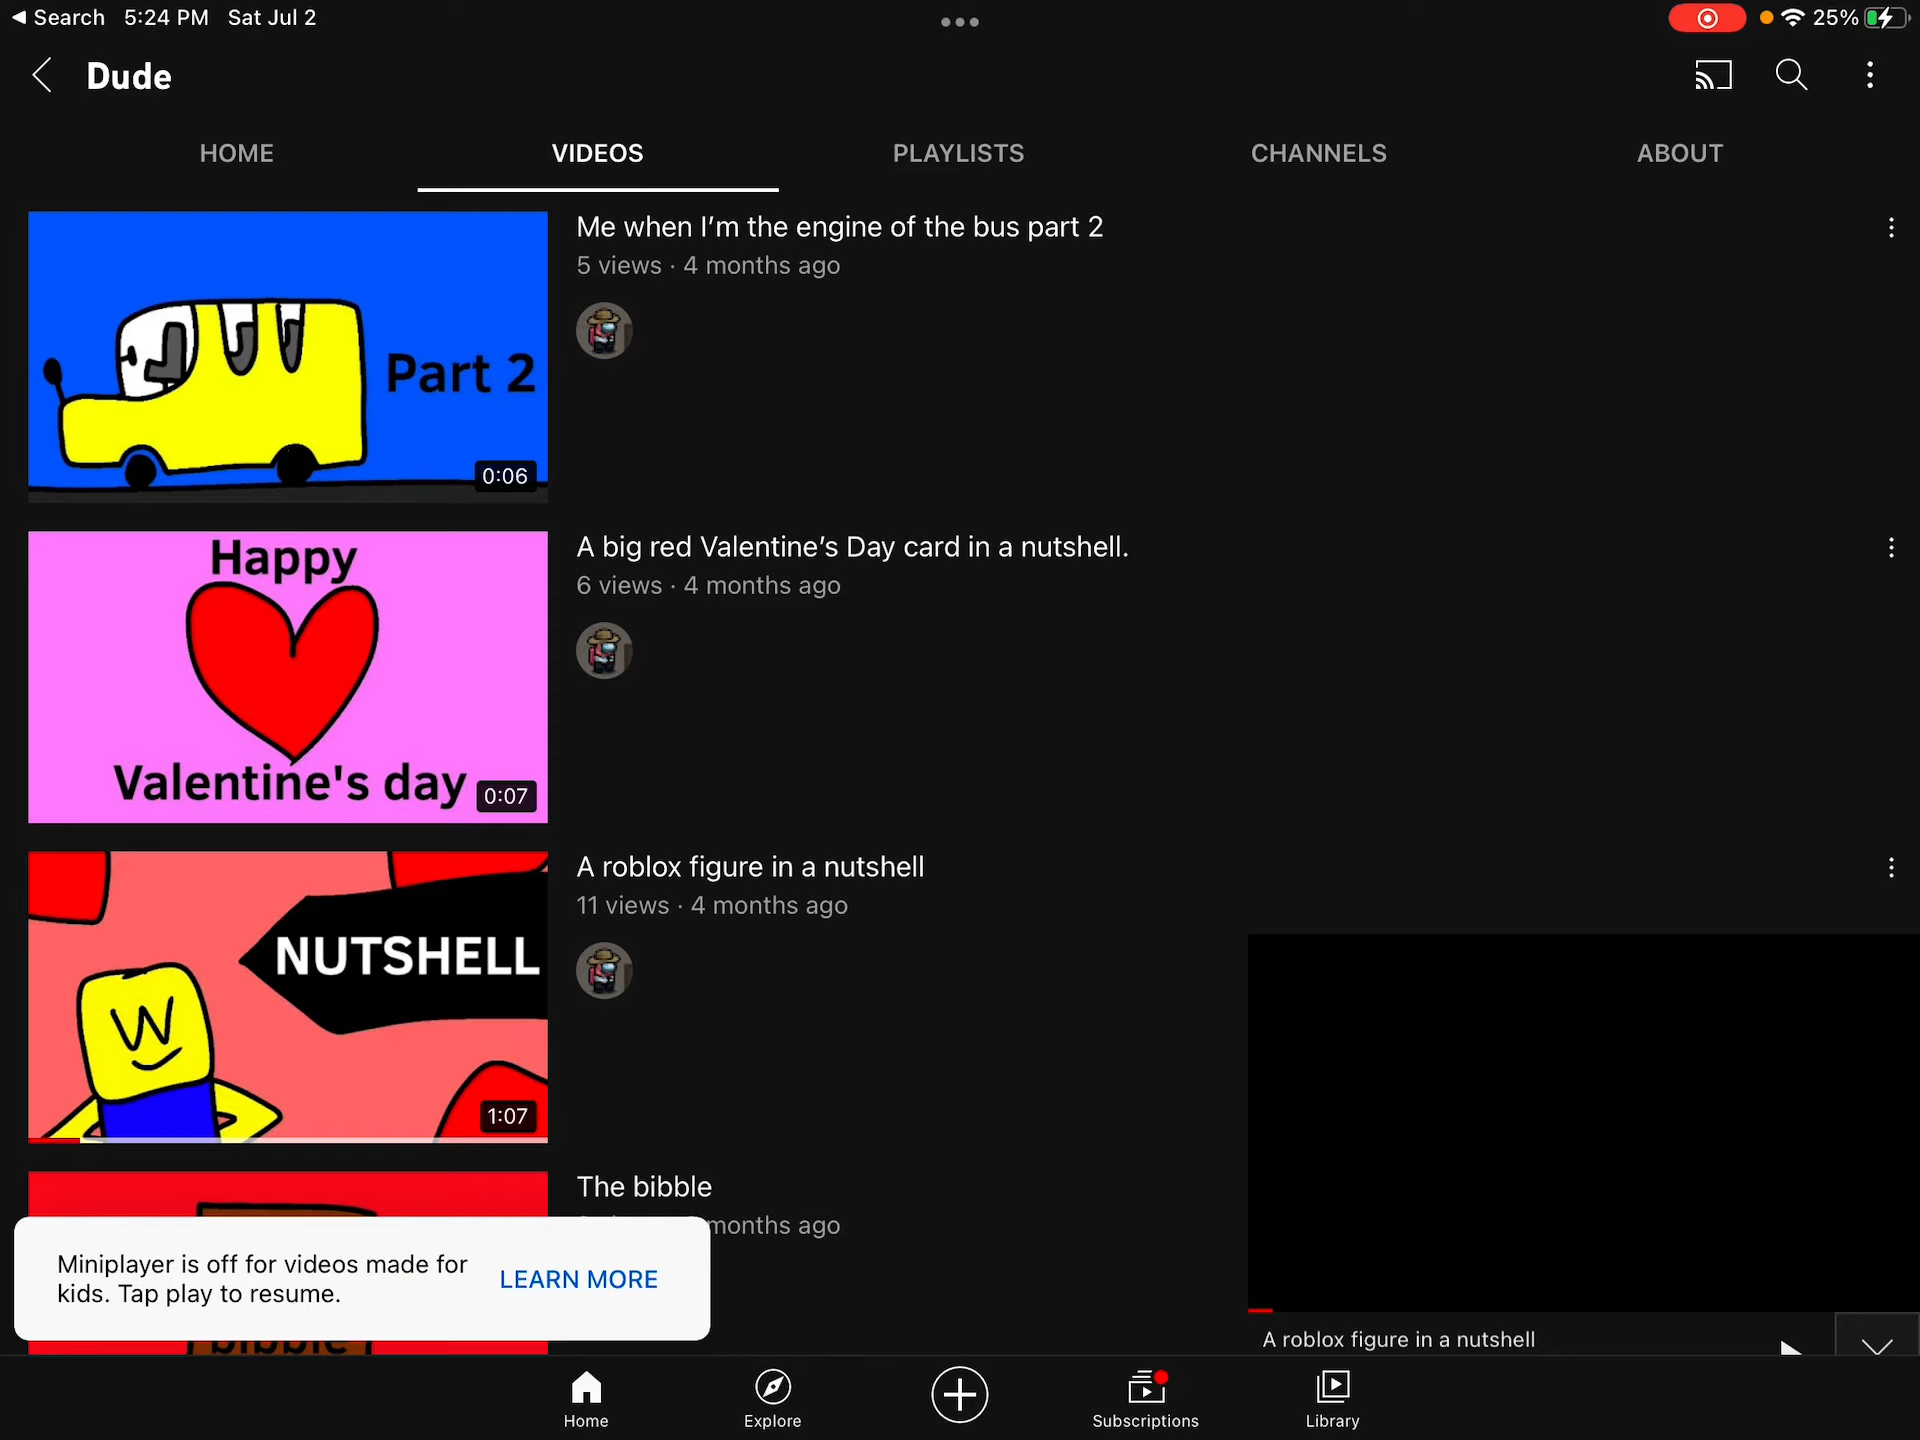 Search 5:24 PM Sat Jul 2
25%
Dude
HOME VIDEOS PLAYLISTS CHANNELS ABOUT
Part 2
0:06
Me when I’m the engine of the bus part 2
5 views · 4 months ago
Happy
Valentine's day
0:07
A big red Valentine’s Day card in a nutshell.
6 views · 4 months ago
NUTSHELL
W
1:07
A roblox figure in a nutshell
11 views · 4 months ago
The bibble
months ago
bibble
Miniplayer is off for videos made for
kids. Tap play to resume.
LEARN MORE
A roblox figure in a nutshell
Home Explore Subscriptions Library